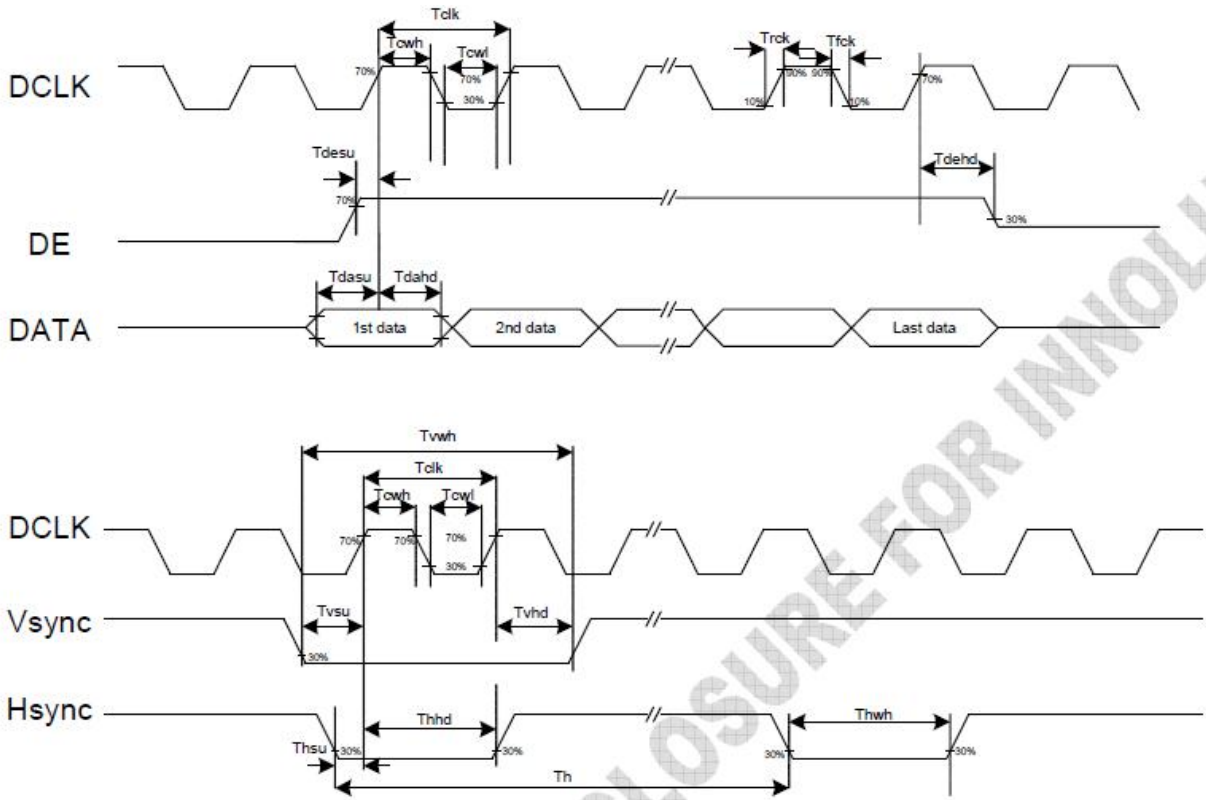 Tclk
Tcwh Tcwl Trck Tfck
DCLK 70% 70% 30% 90% 90% 10% 10% 70%
Tdesu Tdehd
DE 70% 30%
Tdasu Tdahd
DATA 1st data 2nd data Last data
Tvwh
Tclk
Tcwh Tcwl
DCLK 70% 70% 70% 30%
Tvsu Tvhd
Vsync 30%
Hsync Thhd Thwh
Thsu 30% 30% 30% 30%
Th
CLOSURE FOR INNOLU